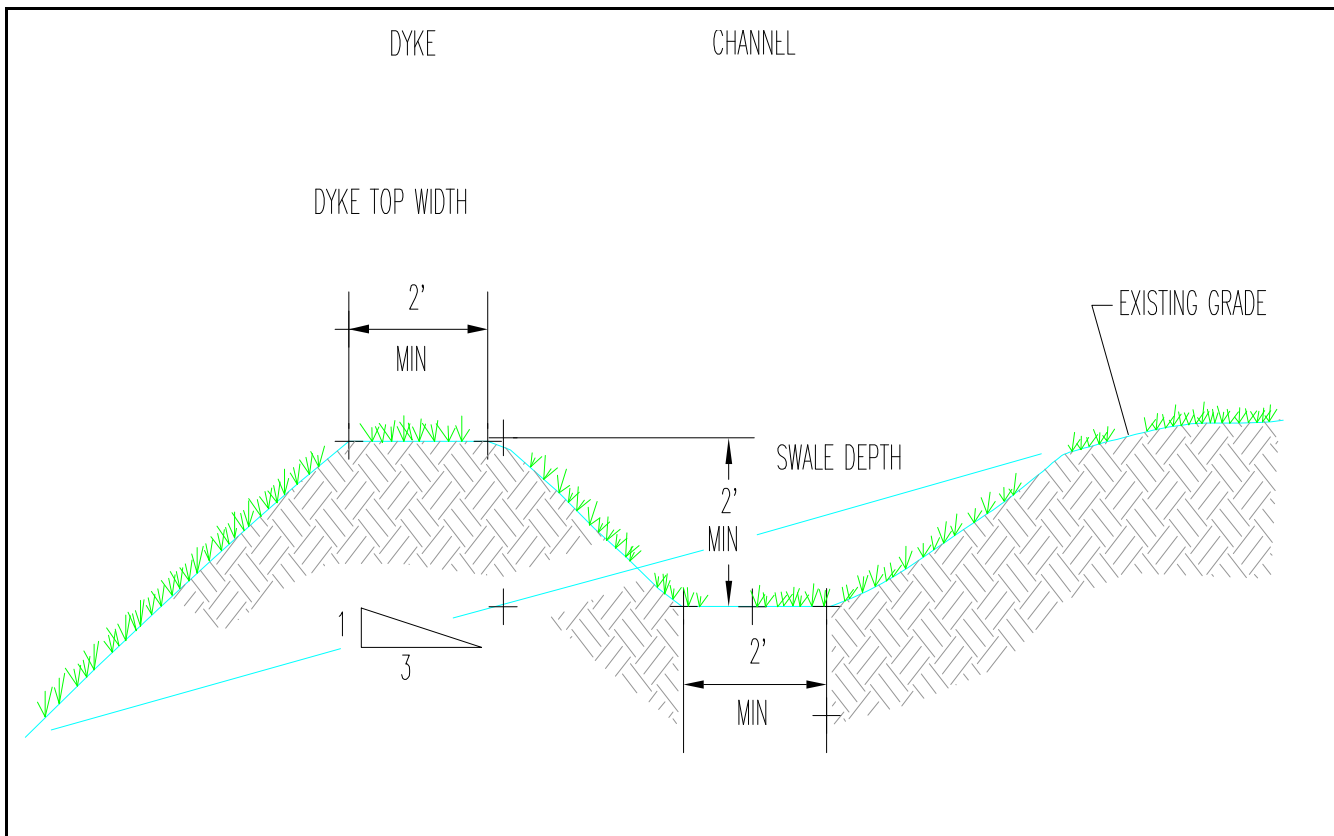 DYKE
CHANNEL
DYKE TOP WIDTH
2'
MIN
EXISTING GRADE
SWALE DEPTH
2'
MIN
1
3
2'
MIN